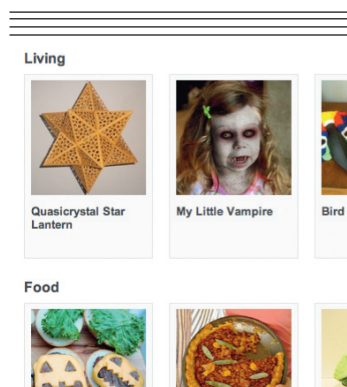 Living
Quasicrystal Star
Lantern
My Little Vampire
Bird
Food